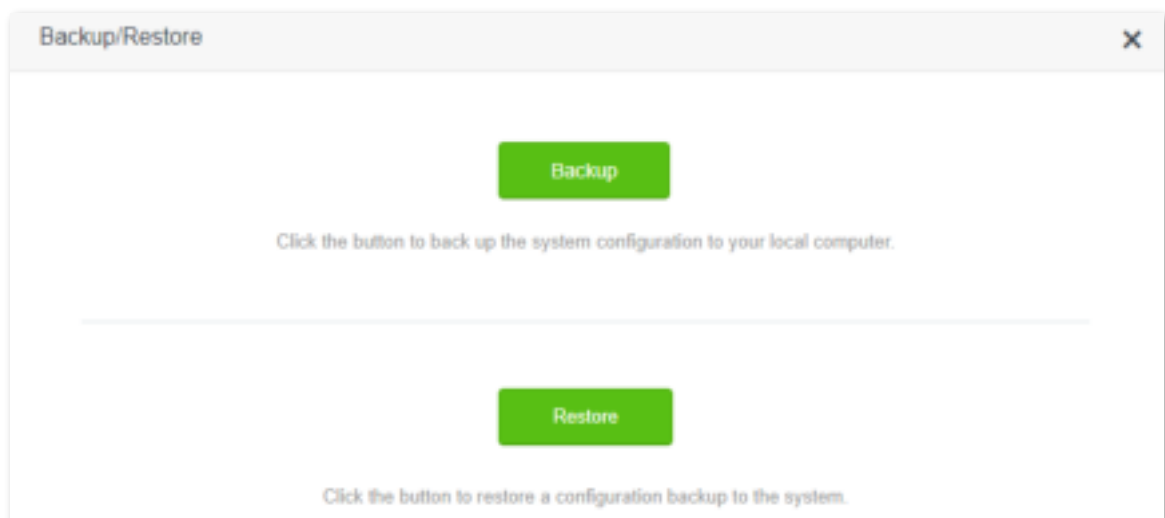 Backup/Restore
Backup
Click the button to back up the system configuration to your local computer.
Restore
Click the button to restore a configuration backup to the system.